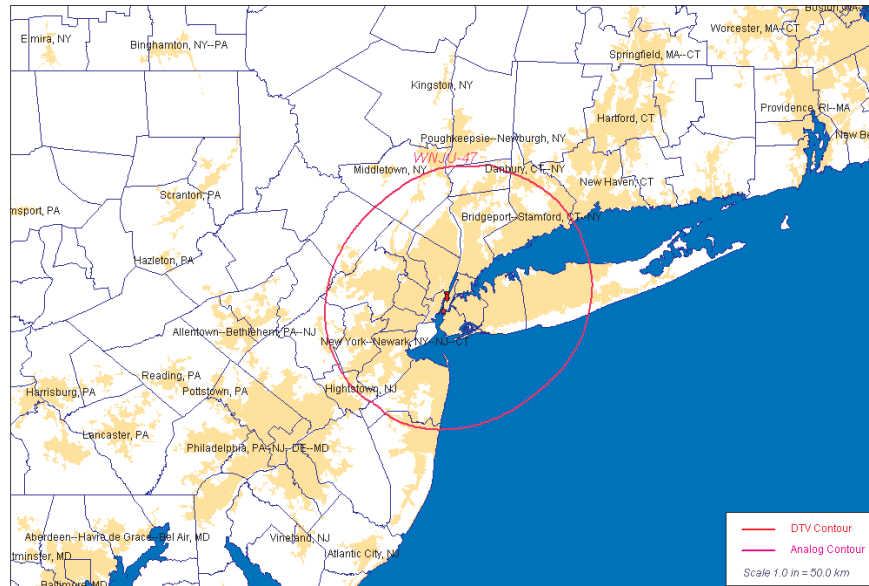 Elmira, NY
Binghamton, NY--PA
Boston, MA
Worcester, MA--CT
Springfield, MA--CT
Kingston, NY
Providence, RI--MA
Hartford, CT
New Be
Poughkeepsie--Newburgh, NY
WNJU-47
Middletown, NY
Danbury, CT--NY
New Haven, CT
Scranton, PA
msport, PA
Bridgeport--Stamford, CT--NY
Hazleton, PA
Allentown--Bethlehem, PA--NJ
New York--Newark, NY--NJ--CT
Reading, PA
Harrisburg, PA
Pottstown, PA
Hightstown, NJ
Lancaster, PA
Philadelphia, PA--NJ--DE--MD
Aberdeen--Havre de Grace--Bel Air, MD
Vineland, NJ
Atlantic City, NJ
tminster, MD
Baltimore, MD
DTV Contour
Analog Contour
Scale 1.0 in = 50.0 km